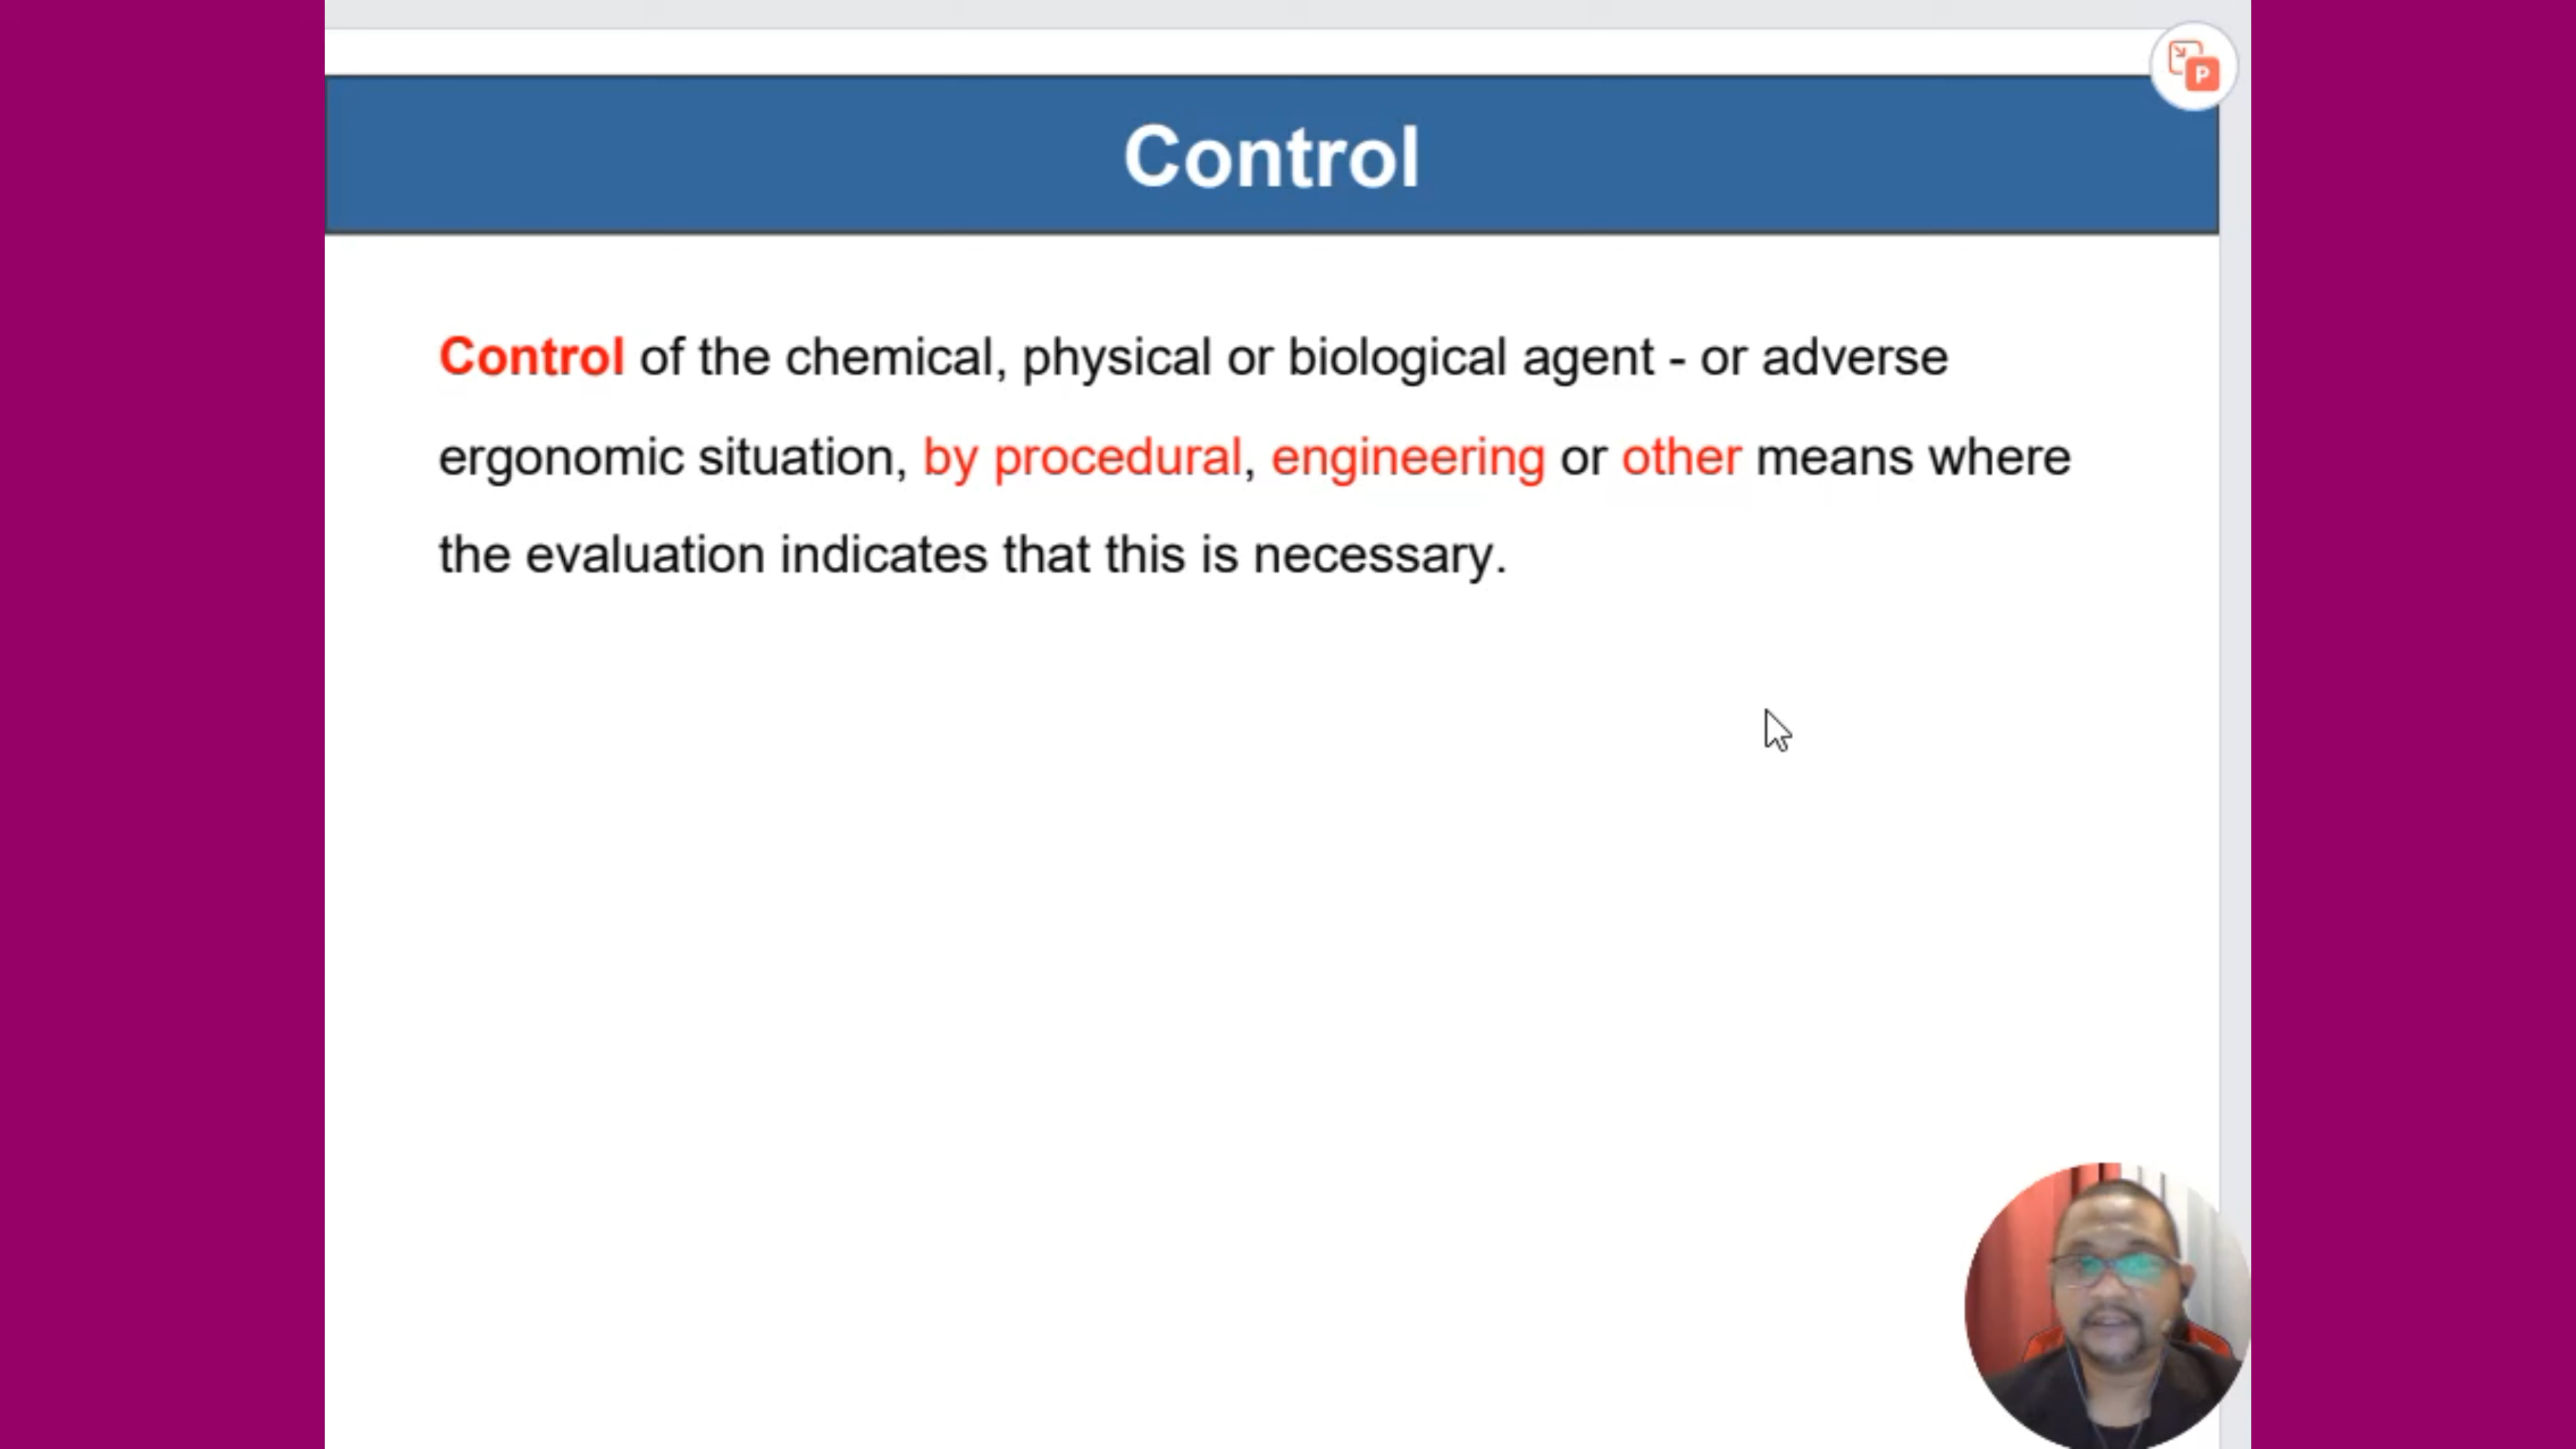 P
Control
Control of the chemical, physical or biological agent - or adverse
ergonomic situation, by procedural, engineering or other means where
the evaluation indicates that this is necessary.